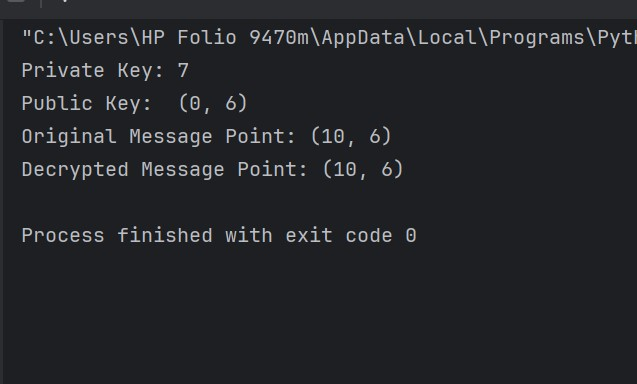 "C:\Users\HP Folio 9470m\AppData\Local\Programs\Pyth
Private Key: 7
Public Key:  (0, 6)
Original Message Point: (10, 6)
Decrypted Message Point: (10, 6)
Process finished with exit code 0